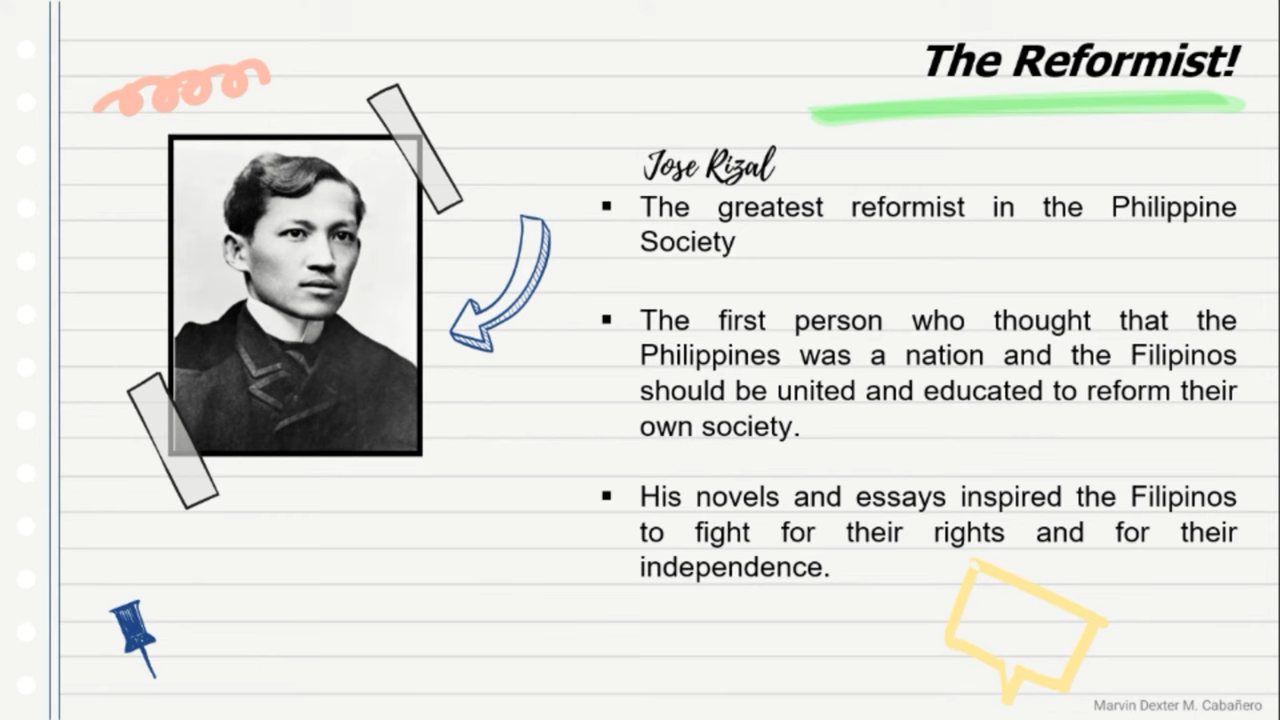 The Reformist!
Jose Rizal
▪ The greatest reformist in the Philippine
Society
▪ The first person who thought that the
Philippines was a nation and the Filipinos
should be united and educated to reform their
own society.
▪ His novels and essays inspired the Filipinos
to fight for their rights and for their
independence.
Marvin Dexter M. Cabañero